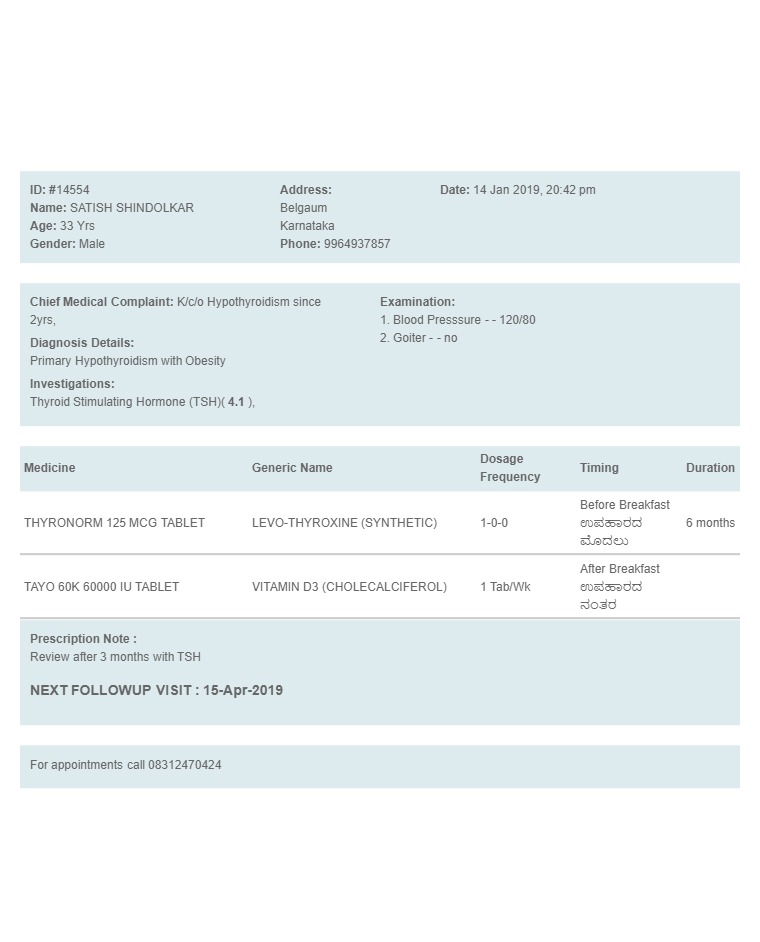 ID: #14554
Name: SATISH SHINDOLKAR
Age: 33 Yrs
Gender: Male
Address:
Belgaum
Karnataka
Phone: 9964937857
Date: 14 Jan 2019, 20:42 pm
Chief Medical Complaint: K/c/o Hypothyroidism since
2yrs,
Diagnosis Details:
Primary Hypothyroidism with Obesity
Investigations:
Thyroid Stimulating Hormone (TSH)( 4.1 ),
Examination:
1. Blood Presssure - - 120/80
2. Goiter - - no
Medicine Generic Name Dosage Frequency Timing Duration
THYRONORM 125 MCG TABLET LEVO-THYROXINE (SYNTHETIC) 1-0-0 Before Breakfast ಉಪಹಾರದ ಮೊದಲು 6 months
TAYO 60K 60000 IU TABLET VITAMIN D3 (CHOLECALCIFEROL) 1 Tab/Wk After Breakfast ಉಪಹಾರದ ನಂತರ
Prescription Note :
Review after 3 months with TSH
NEXT FOLLOWUP VISIT : 15-Apr-2019
For appointments call 08312470424